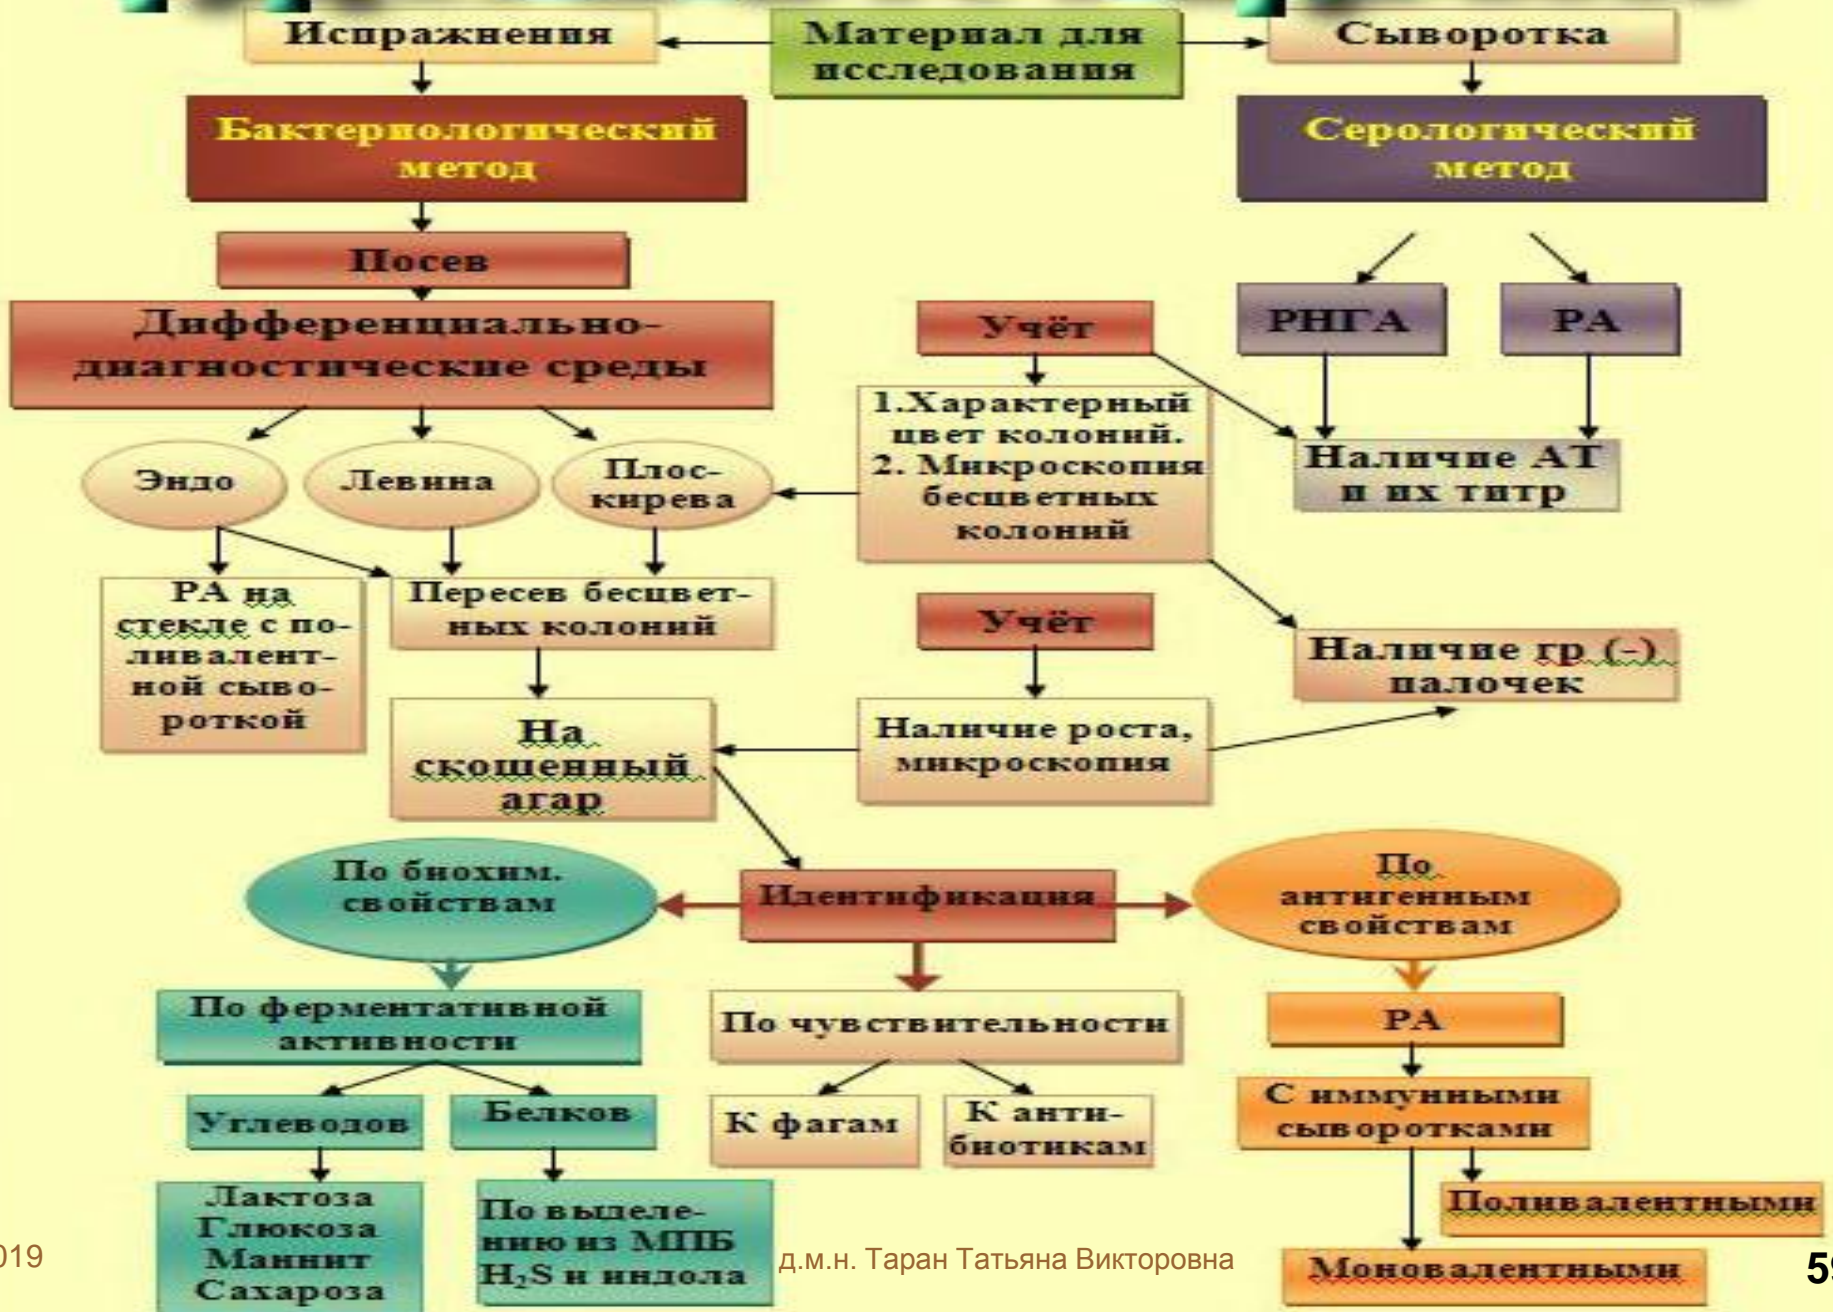 Испражнения
Материал для
исследования
Сыворотка
Бактериологический
метод
Серологический
метод
Посев
Дифференциально-
диагностические среды
Учёт
РНГА
РА
1.Характерный
цвет колоний.
2. Микроскопия
бесцветных
колоний
Наличие АТ
и их титр
Эндо
Левина
Плос-
кирева
РА на
стекле с по-
ливалент-
ной сыво-
роткой
Пересев бесцвет-
ных колоний
Учёт
Наличие гр (-)
палочек
На
скошенный
агар
Наличие роста,
микроскопия
По биохим.
свойствам
Идентификация
По
антигенным
свойствам
По ферментативной
активности
По чувствительности
РА
Углеводов
Белков
К фагам
К анти-
биотикам
С иммунными
сыворотками
Лактоза
Глюкоза
Маннит
Сахароза
По выделе-
нию из МПБ
H₂S и индола
Поливалентными
Моновалентными
019
д.м.н. Таран Татьяна Викторовна
59